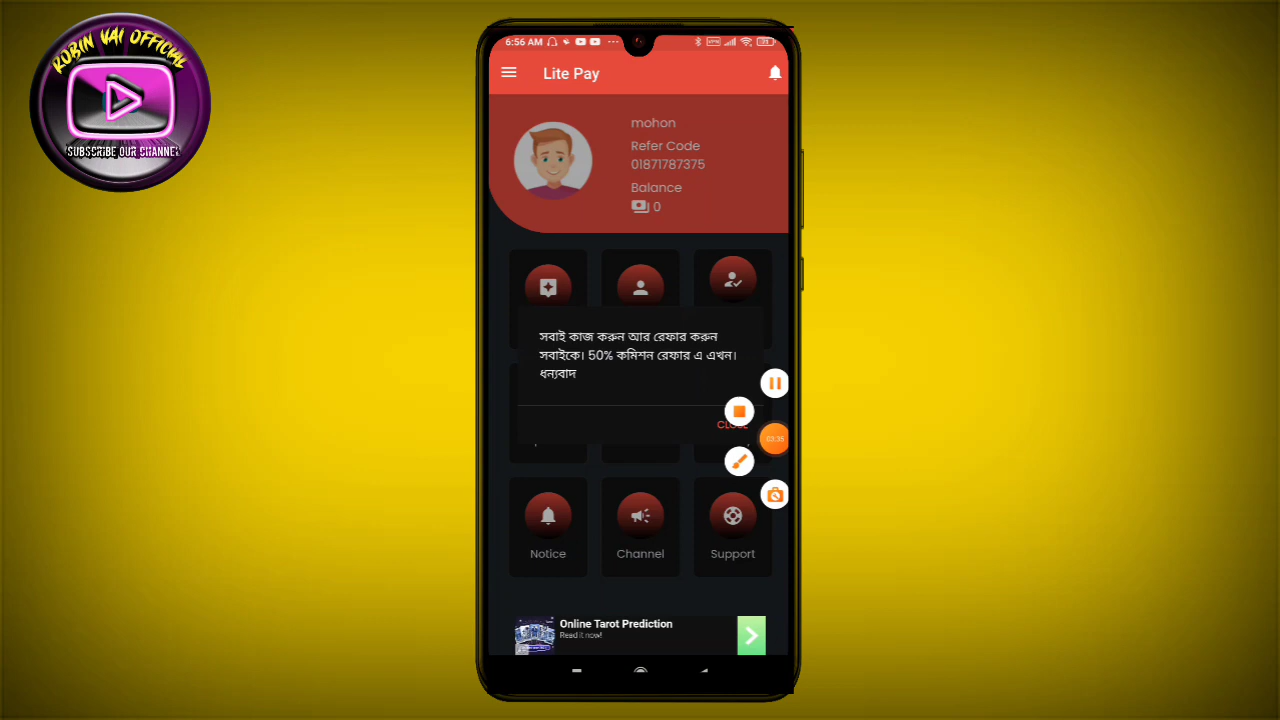 ROBIN VAI OFFICIAL
SUBSCRIBE OUR CHANNEL
6:56 AM
Lite Pay
mohon
Refer Code
01871787375
Balance
0
সবাই কাজ করুন আর রেফার করুন
সবাইকে। 50% কমিশন রেফার এ এখন।
ধন্যবাদ
03:35
Notice
Channel
Support
Online Tarot Prediction
Read it now!